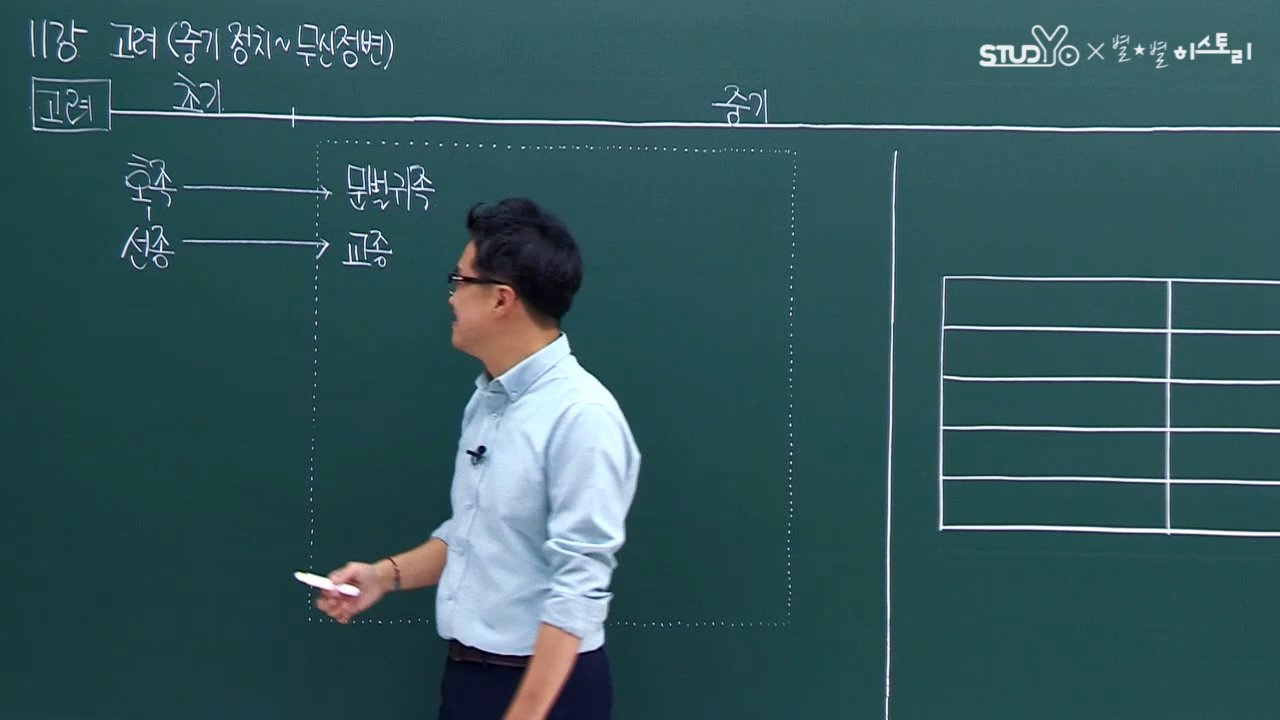 11강 고려 (중기 정치~무신정변)
STUDYo × 별★별 히스토리
고려 초기 중기
호족 → 문벌귀족
선종 → 교종